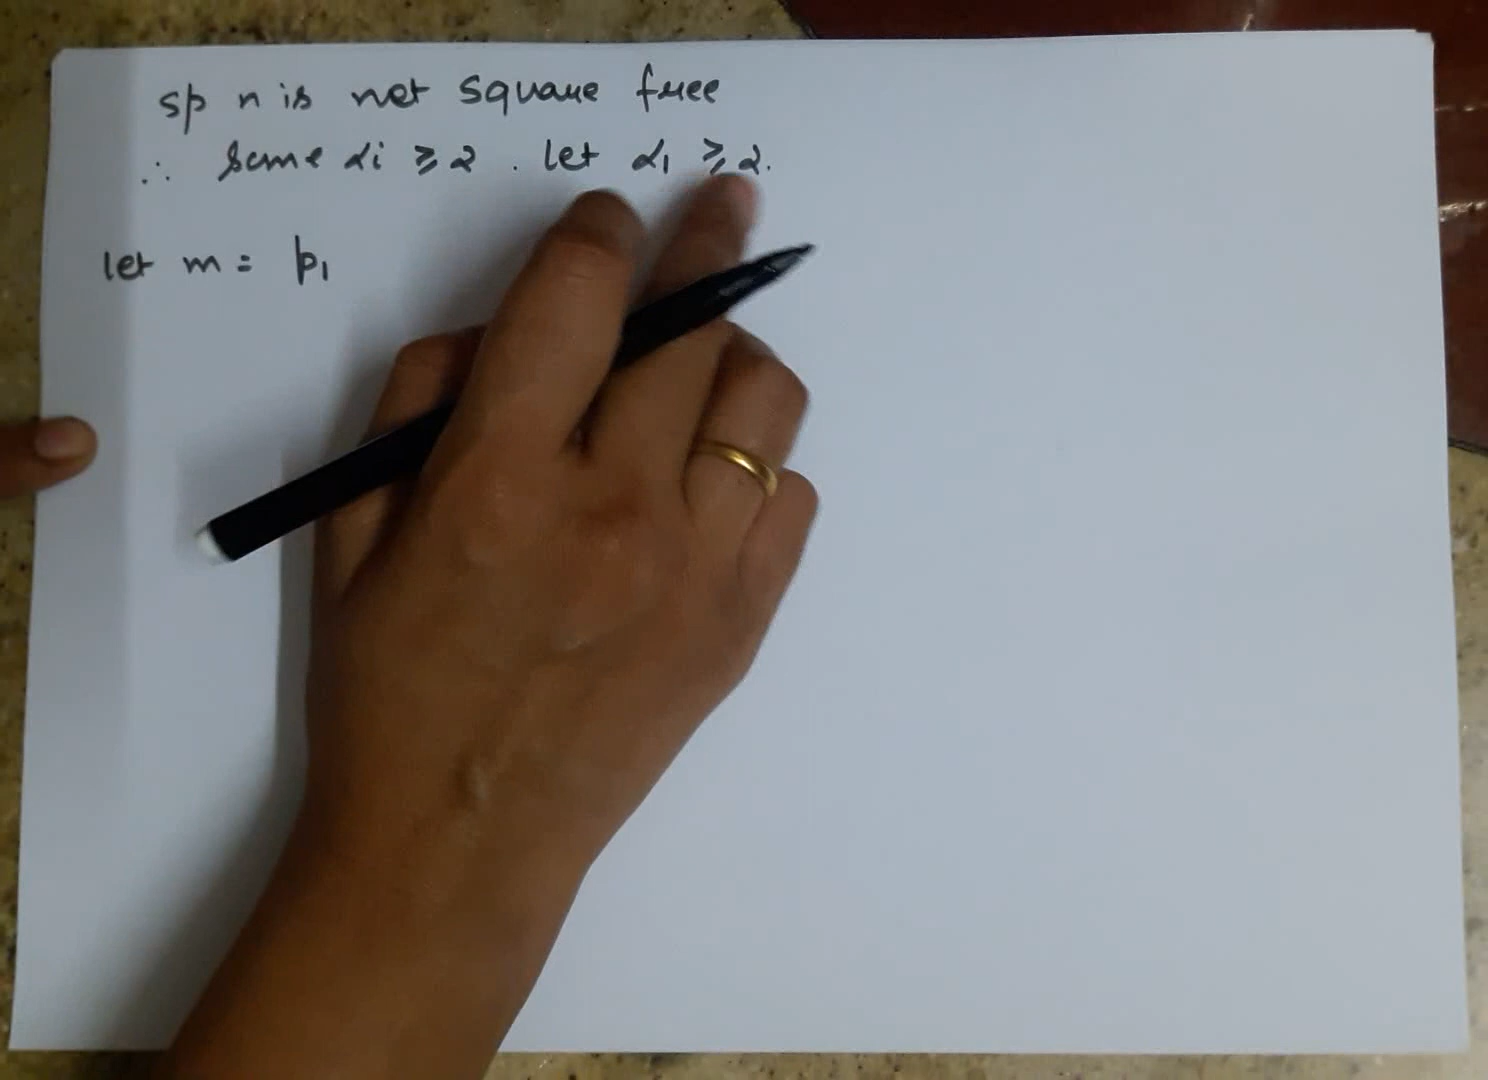 sp n is not square free
∴ some αi ⩾ 2 . let α₁ ⩾ 2.
let m = p₁